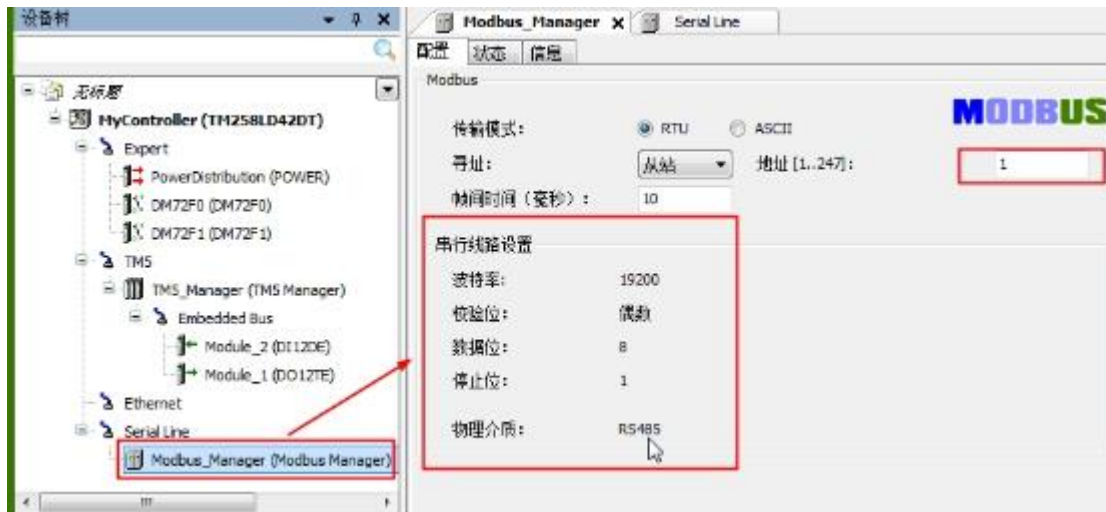 设备树
无标题
MyController (TM258LD42DT)
Expert
PowerDistribution (POWER)
DM72F0 (DM72F0)
DM72F1 (DM72F1)
TM5
TM5_Manager (TM5 Manager)
Embedded Bus
Module_2 (DI12DE)
Module_1 (DO12TE)
Ethernet
Serial Line
Modbus_Manager (Modbus Manager)
Modbus_Manager Serial Line
配置 状态 信息
Modbus
MODBUS
传输模式: RTU ASCII
寻址: 从站 地址 [1..247]: 1
帧间时间 (毫秒) : 10
串行线路设置
波特率: 19200
校验位: 偶数
数据位: 8
停止位: 1
物理介质: RS485